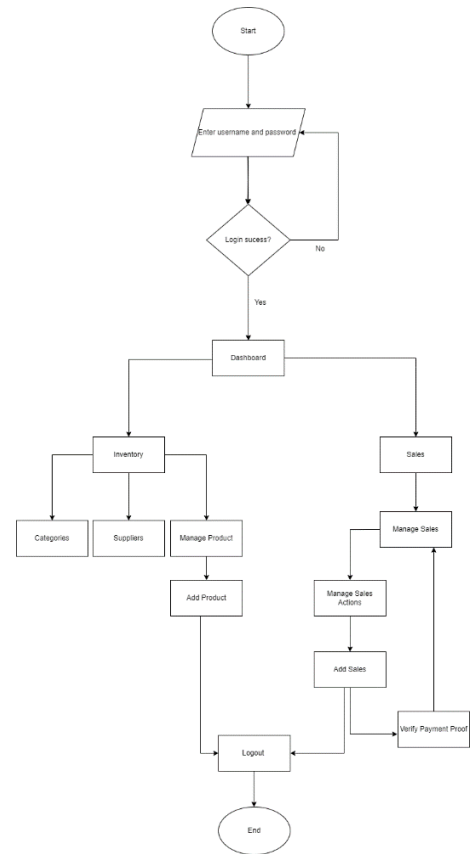 Start
Enter username and password
Login sucess?
No
Yes
Dashboard
Inventory
Sales
Categories
Suppliers
Manage Product
Manage Sales
Add Product
Manage Sales
Actions
Add Sales
Verify Payment Proof
Logout
End